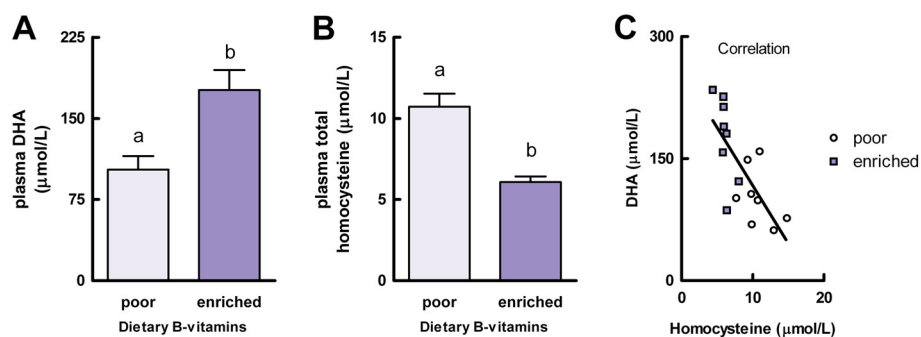 A
plasma DHA
(μmol/L)
225
150
75
0
a
b
poor
enriched
Dietary B-vitamins
B
plasma total
homocysteine (μmol/L)
15
10
5
0
a
b
poor
enriched
Dietary B-vitamins
C
Correlation
DHA (μmol/L)
300
150
0
0
10
20
Homocysteine (μmol/L)
poor
enriched